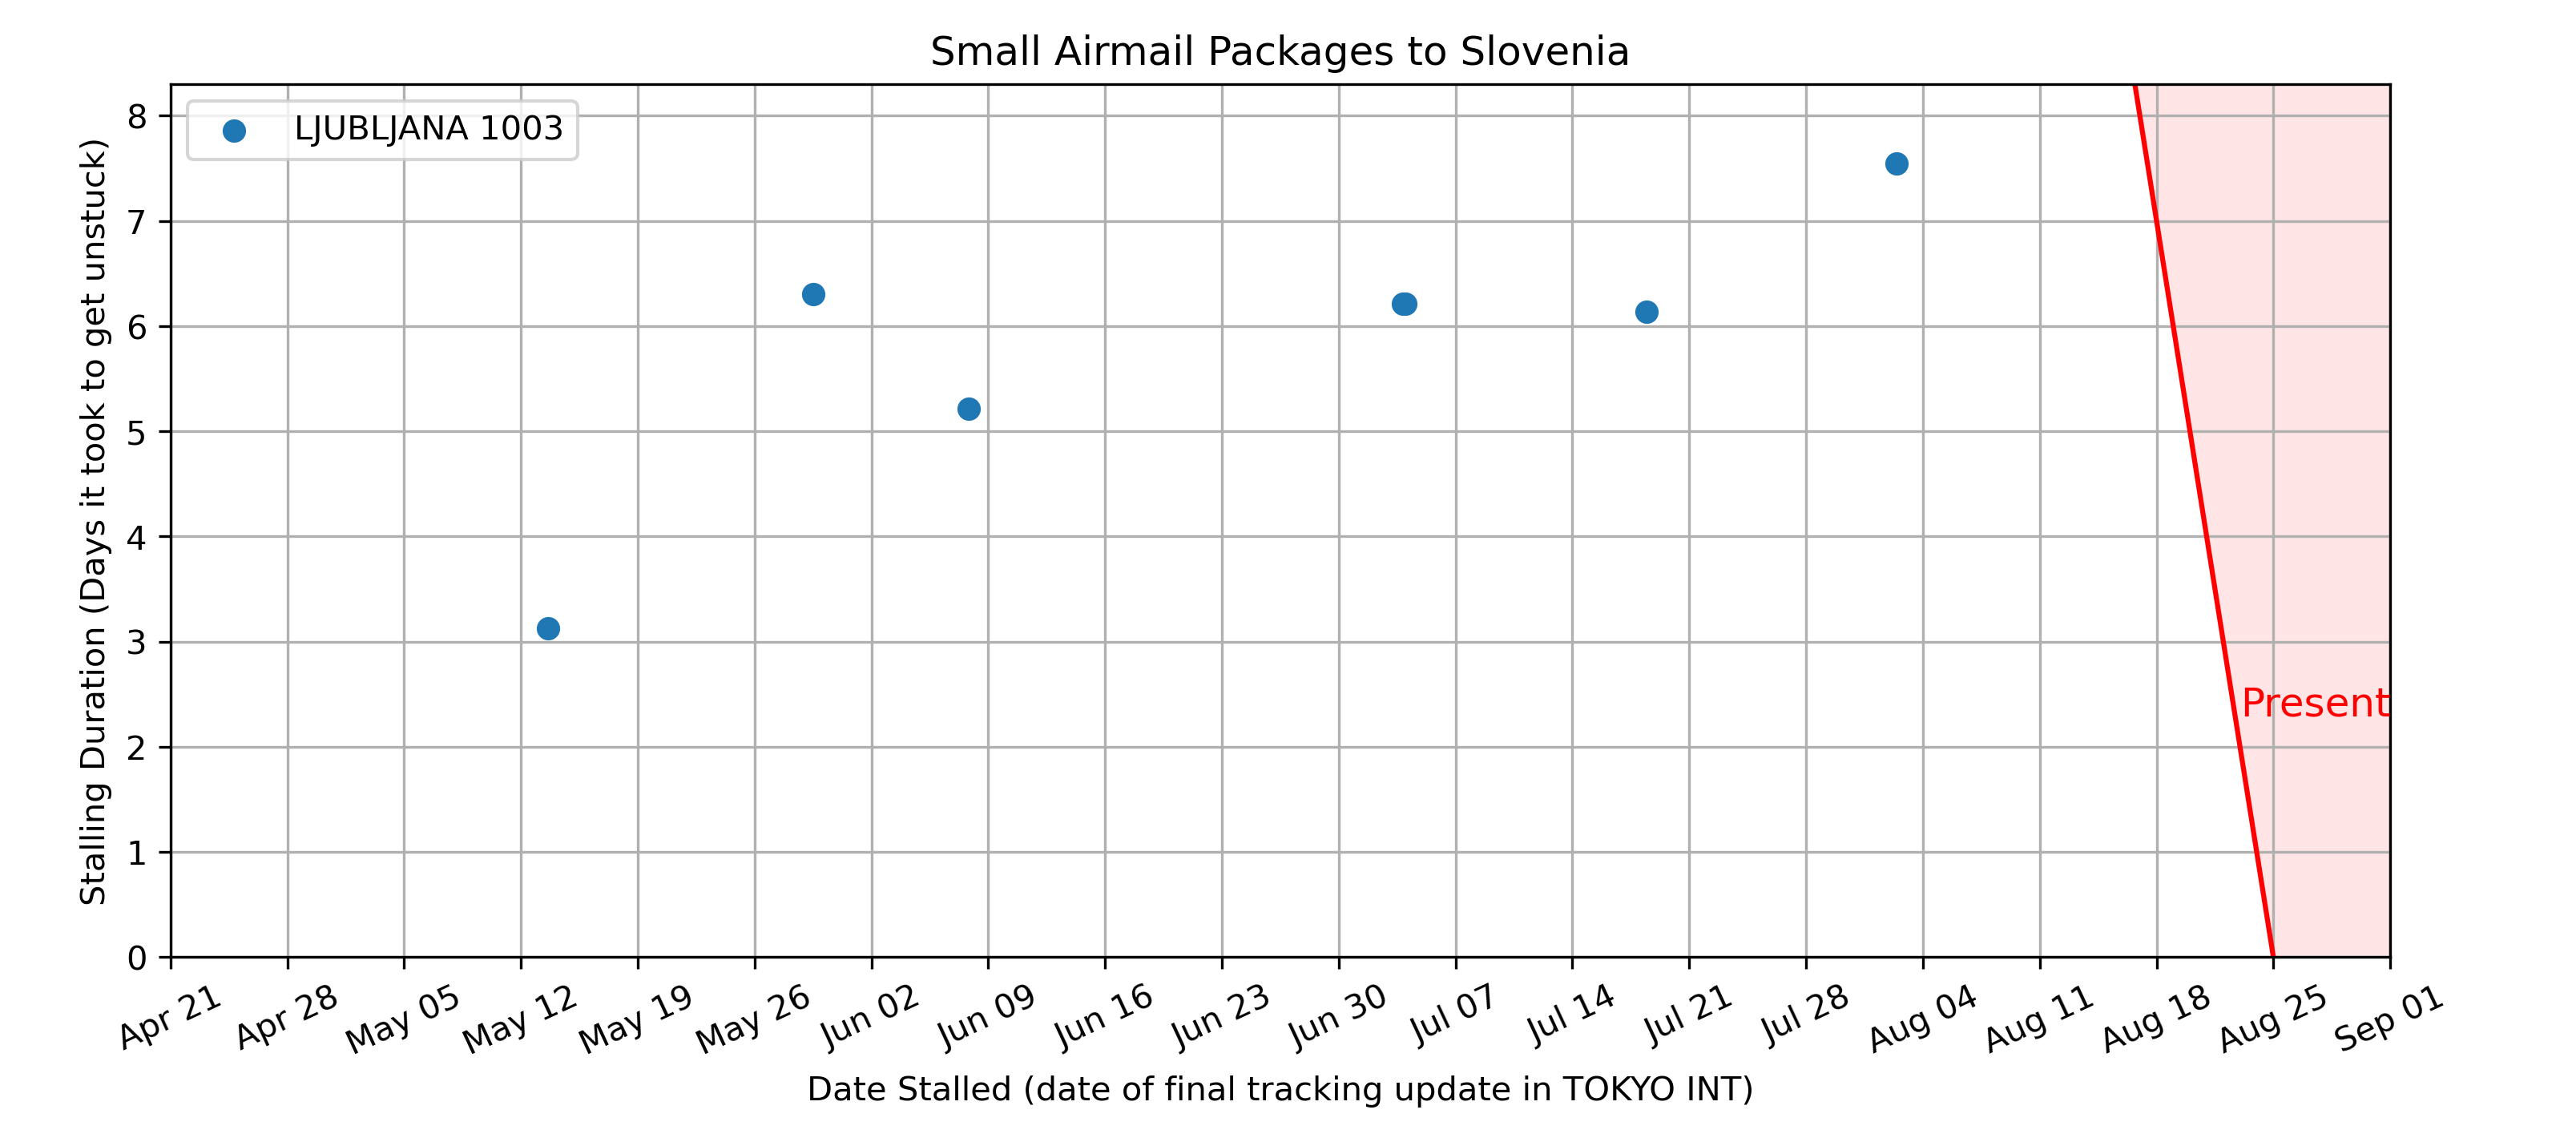 Small Airmail Packages to Slovenia
LJUBLJANA 1003
Stalling Duration (Days it took to get unstuck)
8
7
6
5
4
3
2
1
0
Present
Apr 21
Apr 28
May 05
May 12
May 19
May 26
Jun 02
Jun 09
Jun 16
Jun 23
Jun 30
Jul 07
Jul 14
Jul 21
Jul 28
Aug 04
Aug 11
Aug 18
Aug 25
Sep 01
Date Stalled (date of final tracking update in TOKYO INT)